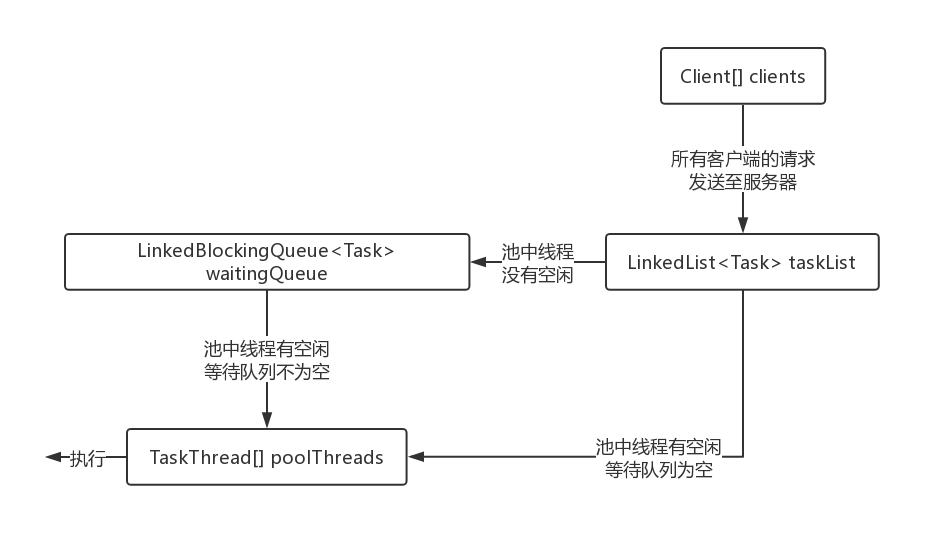 Client[] clients
所有客户端的请求
发送至服务器
LinkedBlockingQueue<Task>
waitingQueue
池中线程
没有空闲
LinkedList<Task> taskList
池中线程有空闲
等待队列不为空
执行
TaskThread[] poolThreads
池中线程有空闲
等待队列为空